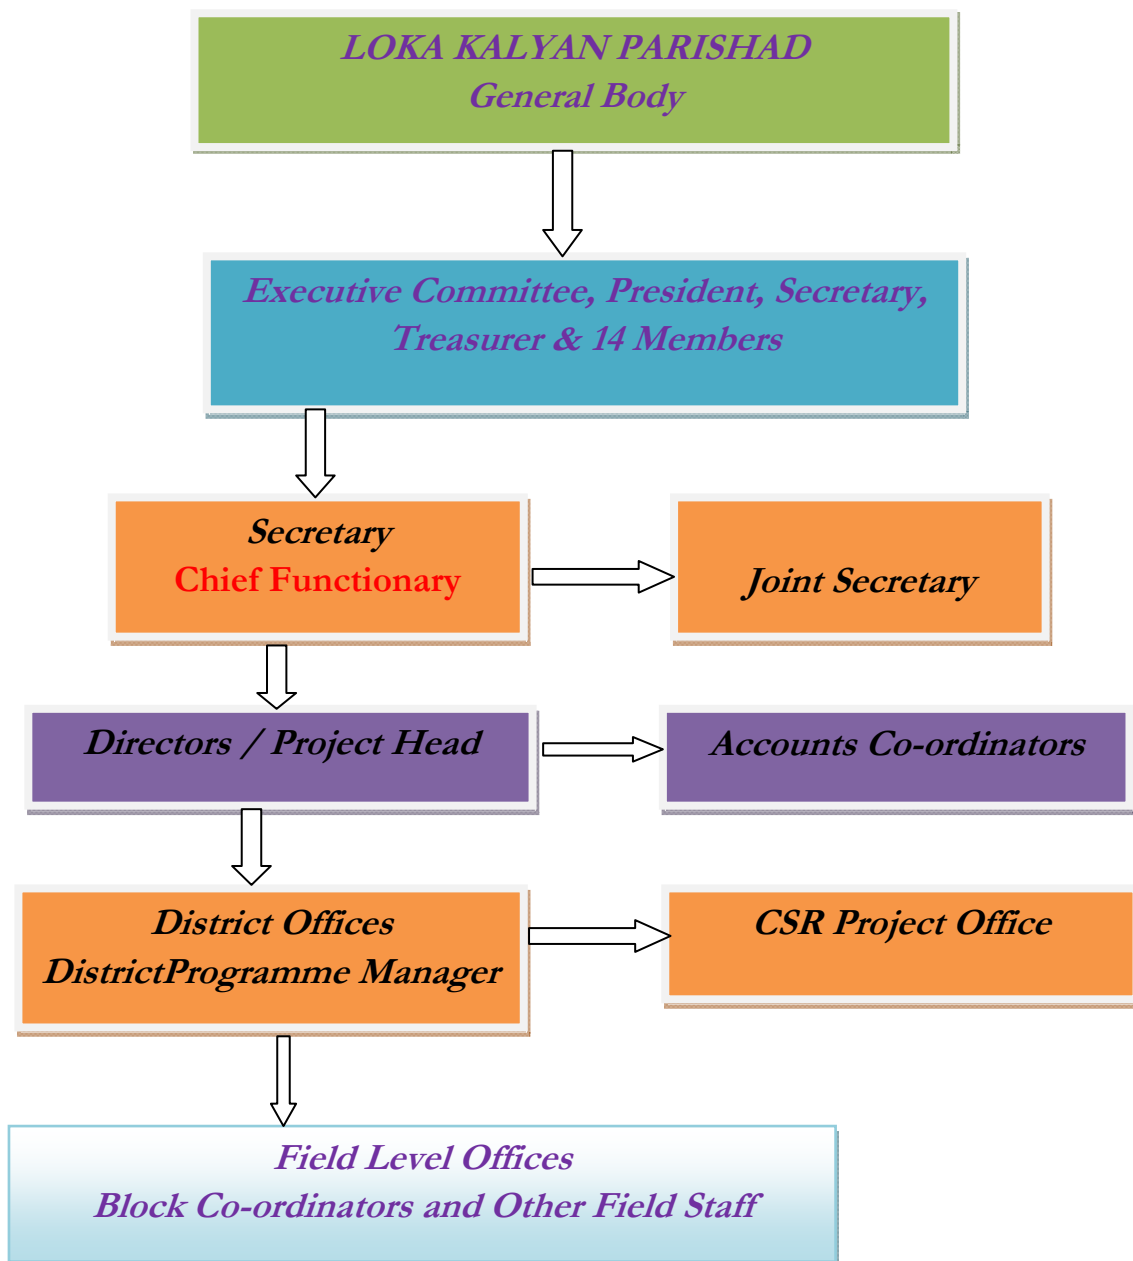 LOKA KALYAN PARISHAD
General Body
Executive Committee, President, Secretary,
Treasurer & 14 Members
Secretary
Chief Functionary
Joint Secretary
Directors / Project Head
Accounts Co-ordinators
District Offices
DistrictProgramme Manager
CSR Project Office
Field Level Offices
Block Co-ordinators and Other Field Staff